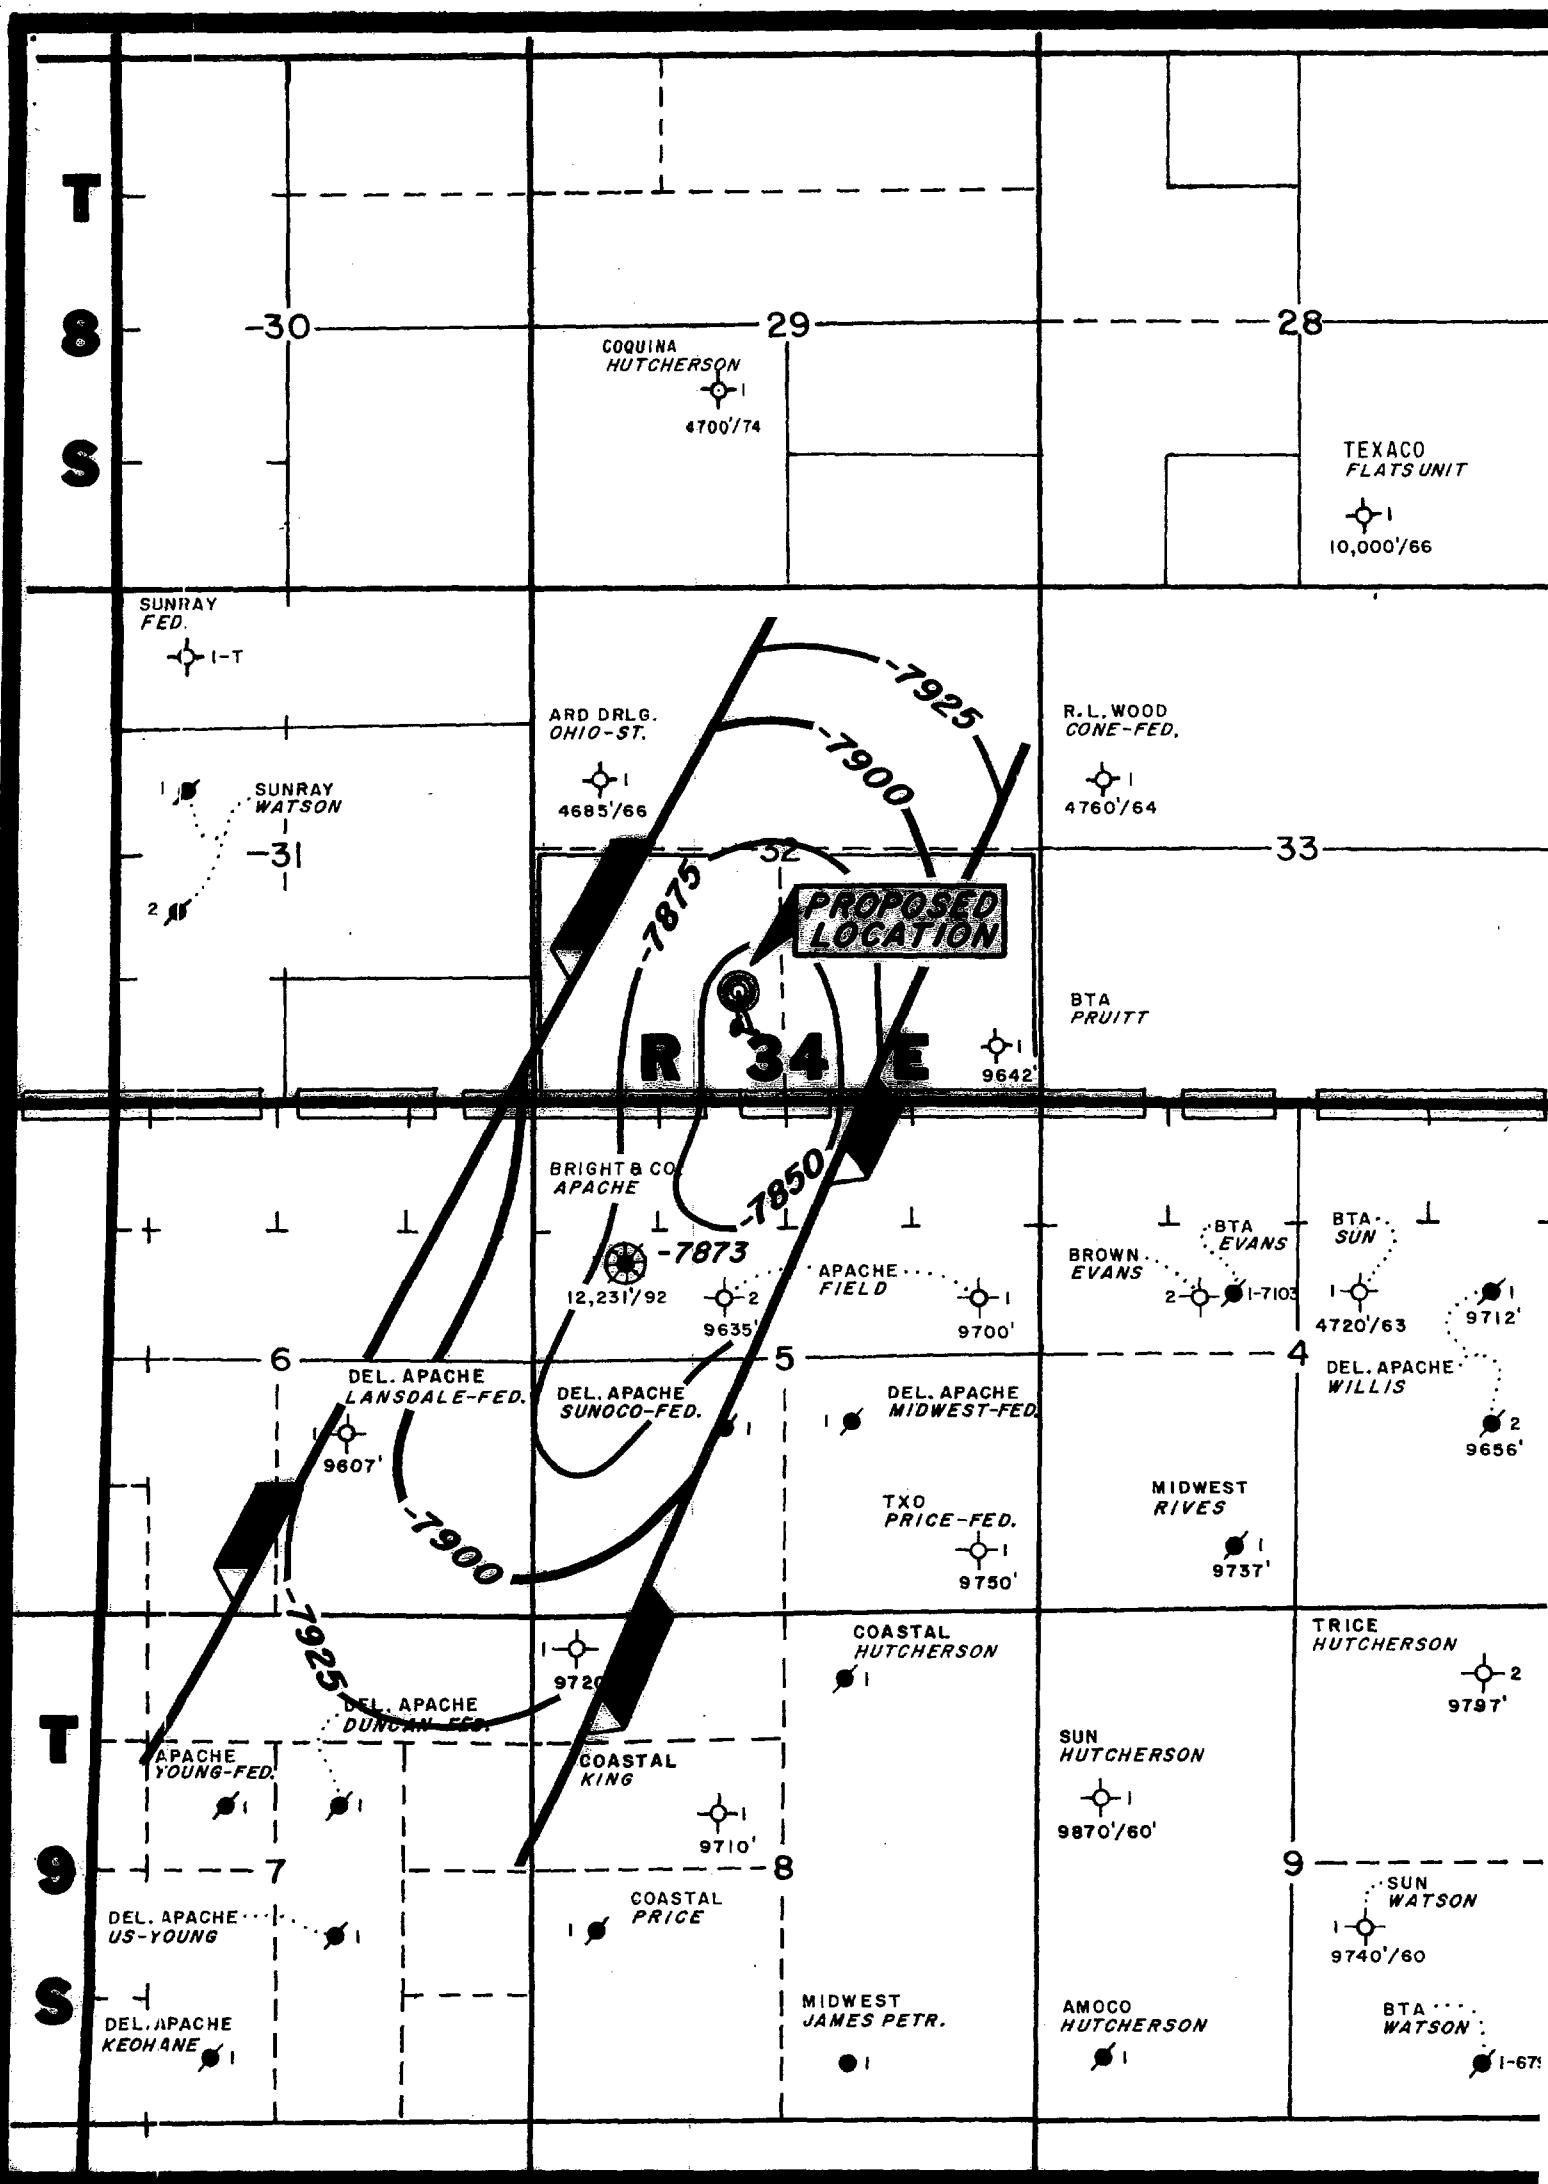 T
8
S
-30
29
28
COQUINA
HUTCHERSON
1
4700'/74
TEXACO
FLATS UNIT
1
10,000'/66
SUNRAY
FED.
1-T
ARD DRLG.
OHIO-ST.
1
4685'/66
-7925
-7900
R.L. WOOD
CONE-FED.
1
4760'/64
1
SUNRAY
WATSON
2
-31
32
33
-7875
PROPOSED
LOCATION
BTA
PRUITT
1
9642'
R 34 E
BRIGHT & CO.
APACHE
-7850
-7873
12,231'/92
2
9635'
APACHE
FIELD
1
9700'
BROWN
EVANS
2
BTA
EVANS
1-7103
BTA
SUN
1
4720'/63
1
9712'
6
5
4
DEL. APACHE
LANSDALE-FED.
1
9607'
DEL. APACHE
SUNOCO-FED.
1
DEL. APACHE
MIDWEST-FED.
1
DEL. APACHE
WILLIS
2
9656'
-7900
TXO
PRICE-FED.
1
9750'
MIDWEST
RIVES
1
9737'
-7925
1
9720
COASTAL
HUTCHERSON
1
TRICE
HUTCHERSON
2
9797'
T
9
S
DEL. APACHE
DUNCAN-FED.
1
APACHE
YOUNG-FED.
1
COASTAL
KING
1
9710'
SUN
HUTCHERSON
1
9870'/60'
7
8
9
DEL. APACHE
US-YOUNG
1
COASTAL
PRICE
1
SUN
WATSON
1
9740'/60
DEL. APACHE
KEOHANE
1
MIDWEST
JAMES PETR.
1
AMOCO
HUTCHERSON
1
BTA
WATSON
1-679